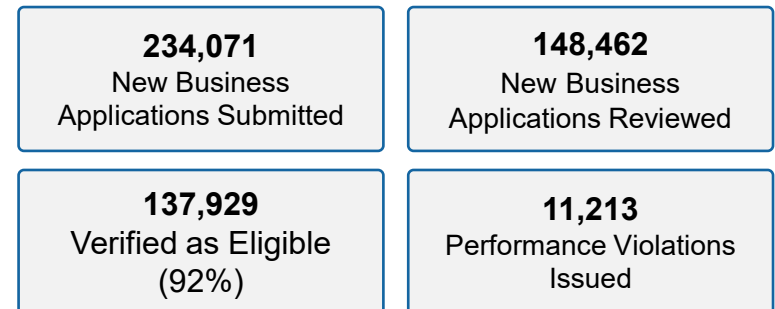 234,071
New Business
Applications Submitted
148,462
New Business
Applications Reviewed
137,929
Verified as Eligible
(92%)
11,213
Performance Violations
Issued